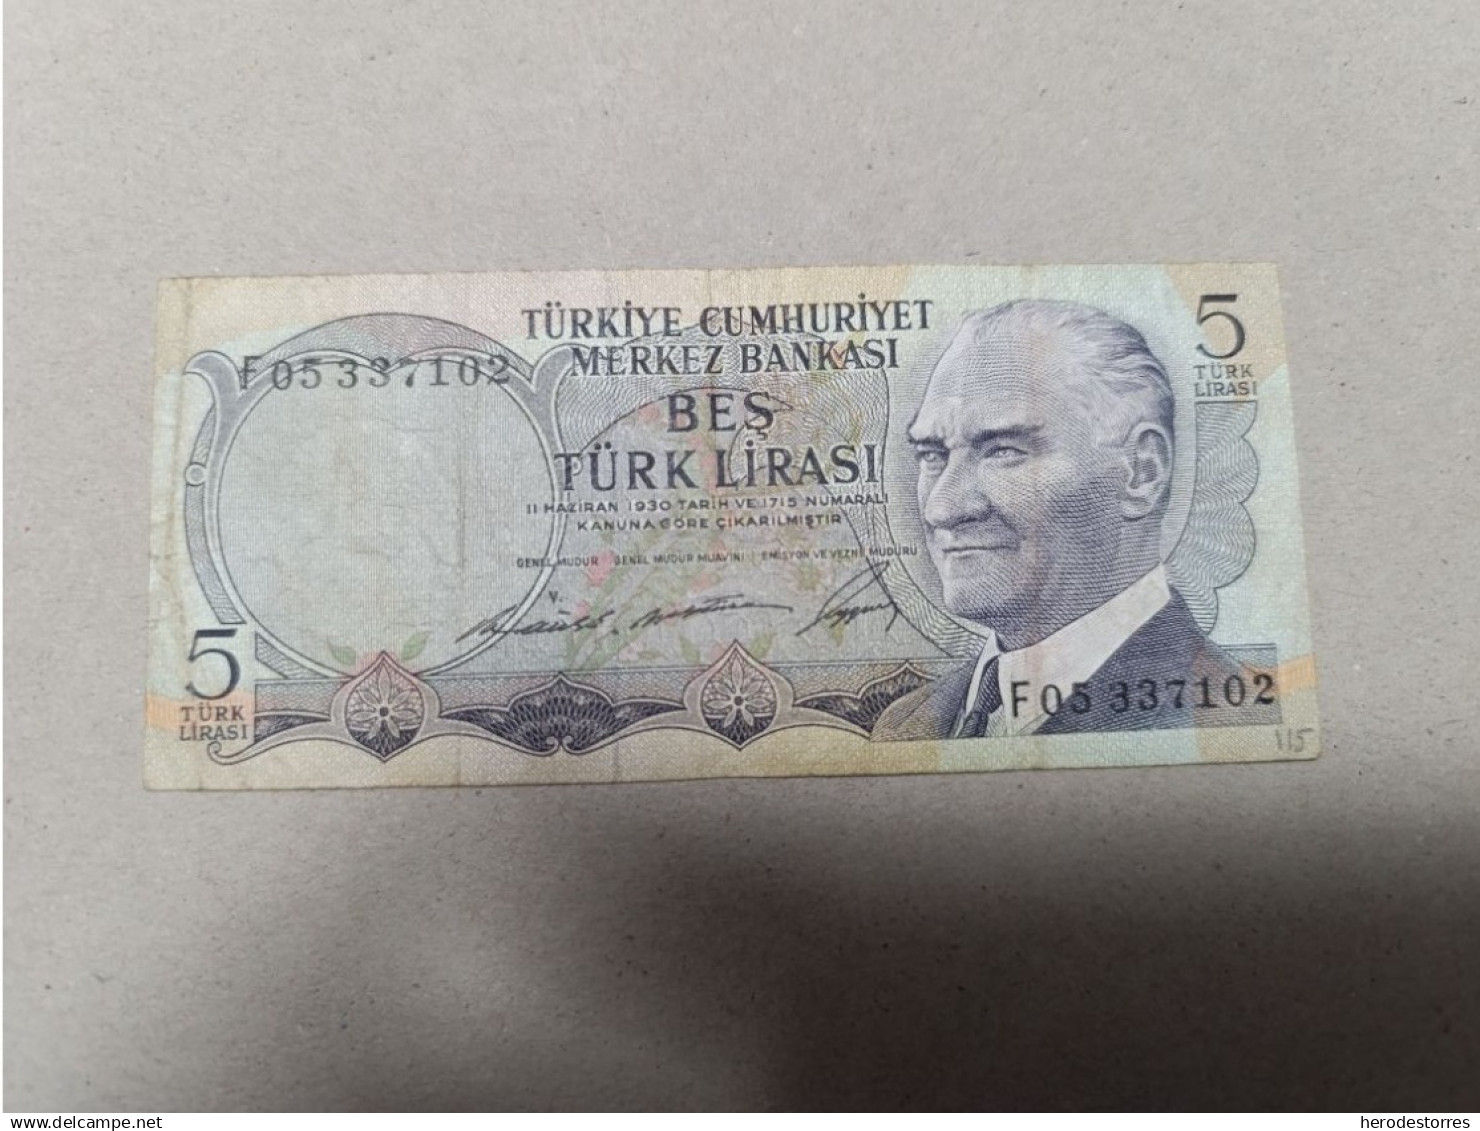 TÜRKİYE CUMHURİYET
MERKEZ BANKASI
F05 337102
5
TÜRK
LİRASI
BEŞ
TÜRK LİRASI
11 HAZİRAN 1930 TARİH VE 1715 NUMARALI
KANUNA GÖRE ÇIKARILMIŞTIR
GENEL MÜDÜR GENEL MÜDÜR MUAVİNİ EMİSYON VE VEZNE MÜDÜRÜ
V.
5
TÜRK
LİRASI
F05 337102
115
www.delcampe.net
herodestorres